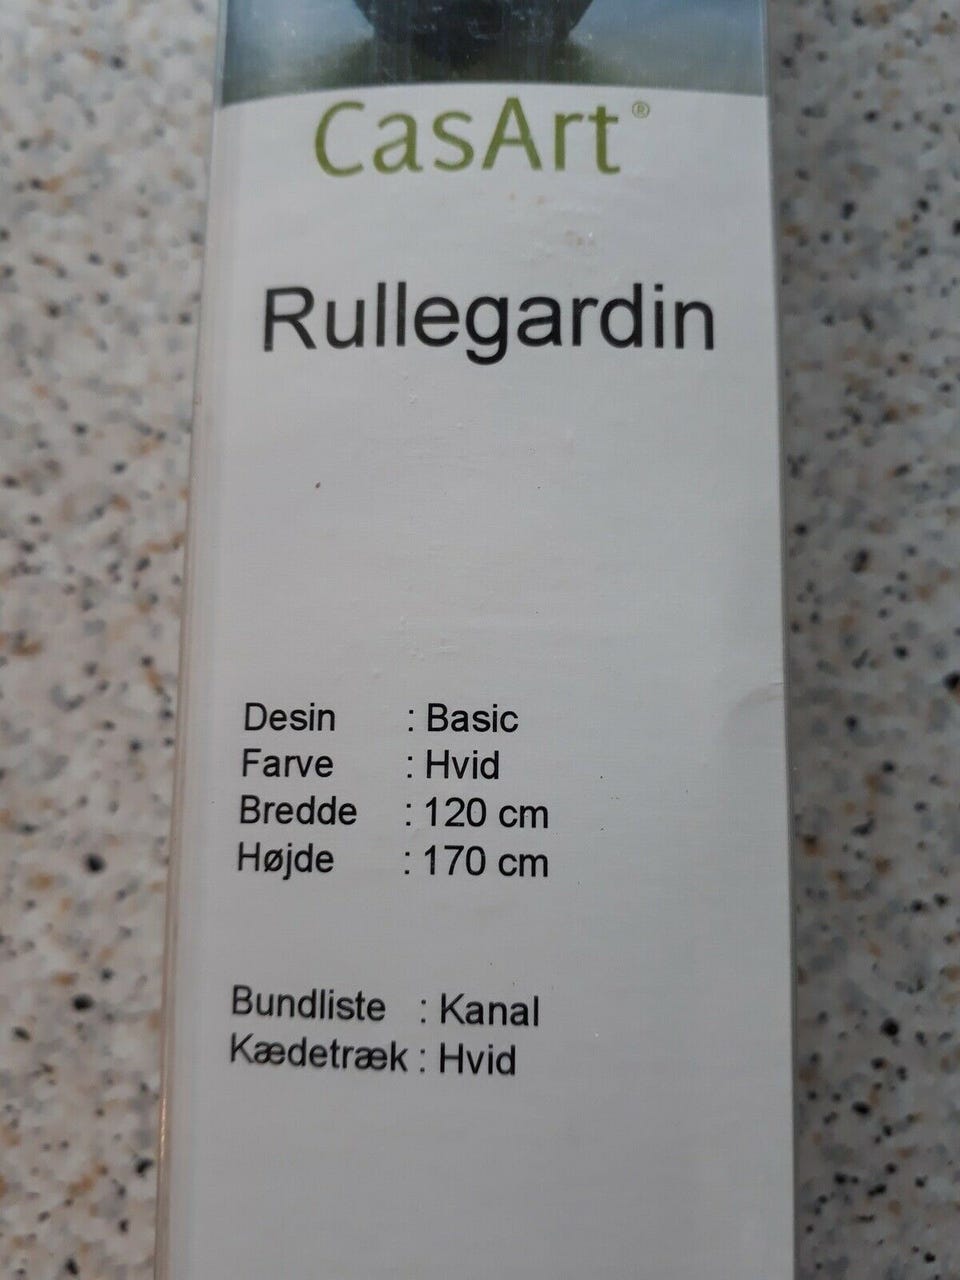 CasArt®
Rullegardin
Desin : Basic
Farve : Hvid
Bredde : 120 cm
Højde : 170 cm
Bundliste : Kanal
Kædetræk : Hvid